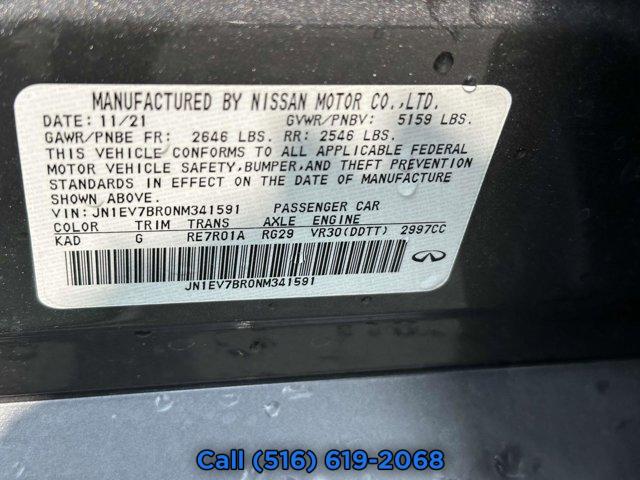 MANUFACTURED BY NISSAN MOTOR CO.,LTD.
DATE: 11/21 GVWR/PNBV: 5159 LBS.
GAWR/PNBE FR: 2646 LBS. RR: 2546 LBS.
THIS VEHICLE CONFORMS TO ALL APPLICABLE FEDERAL
MOTOR VEHICLE SAFETY, BUMPER, AND THEFT PREVENTION
STANDARDS IN EFFECT ON THE DATE OF MANUFACTURE
SHOWN ABOVE.
VIN: JN1EV7BR0NM341591 PASSENGER CAR
COLOR TRIM TRANS AXLE ENGINE
KAD G RE7R01A RG29 VR30(DDTT) 2997CC
JN1EV7BR0NM341591
Call (516) 619-2068